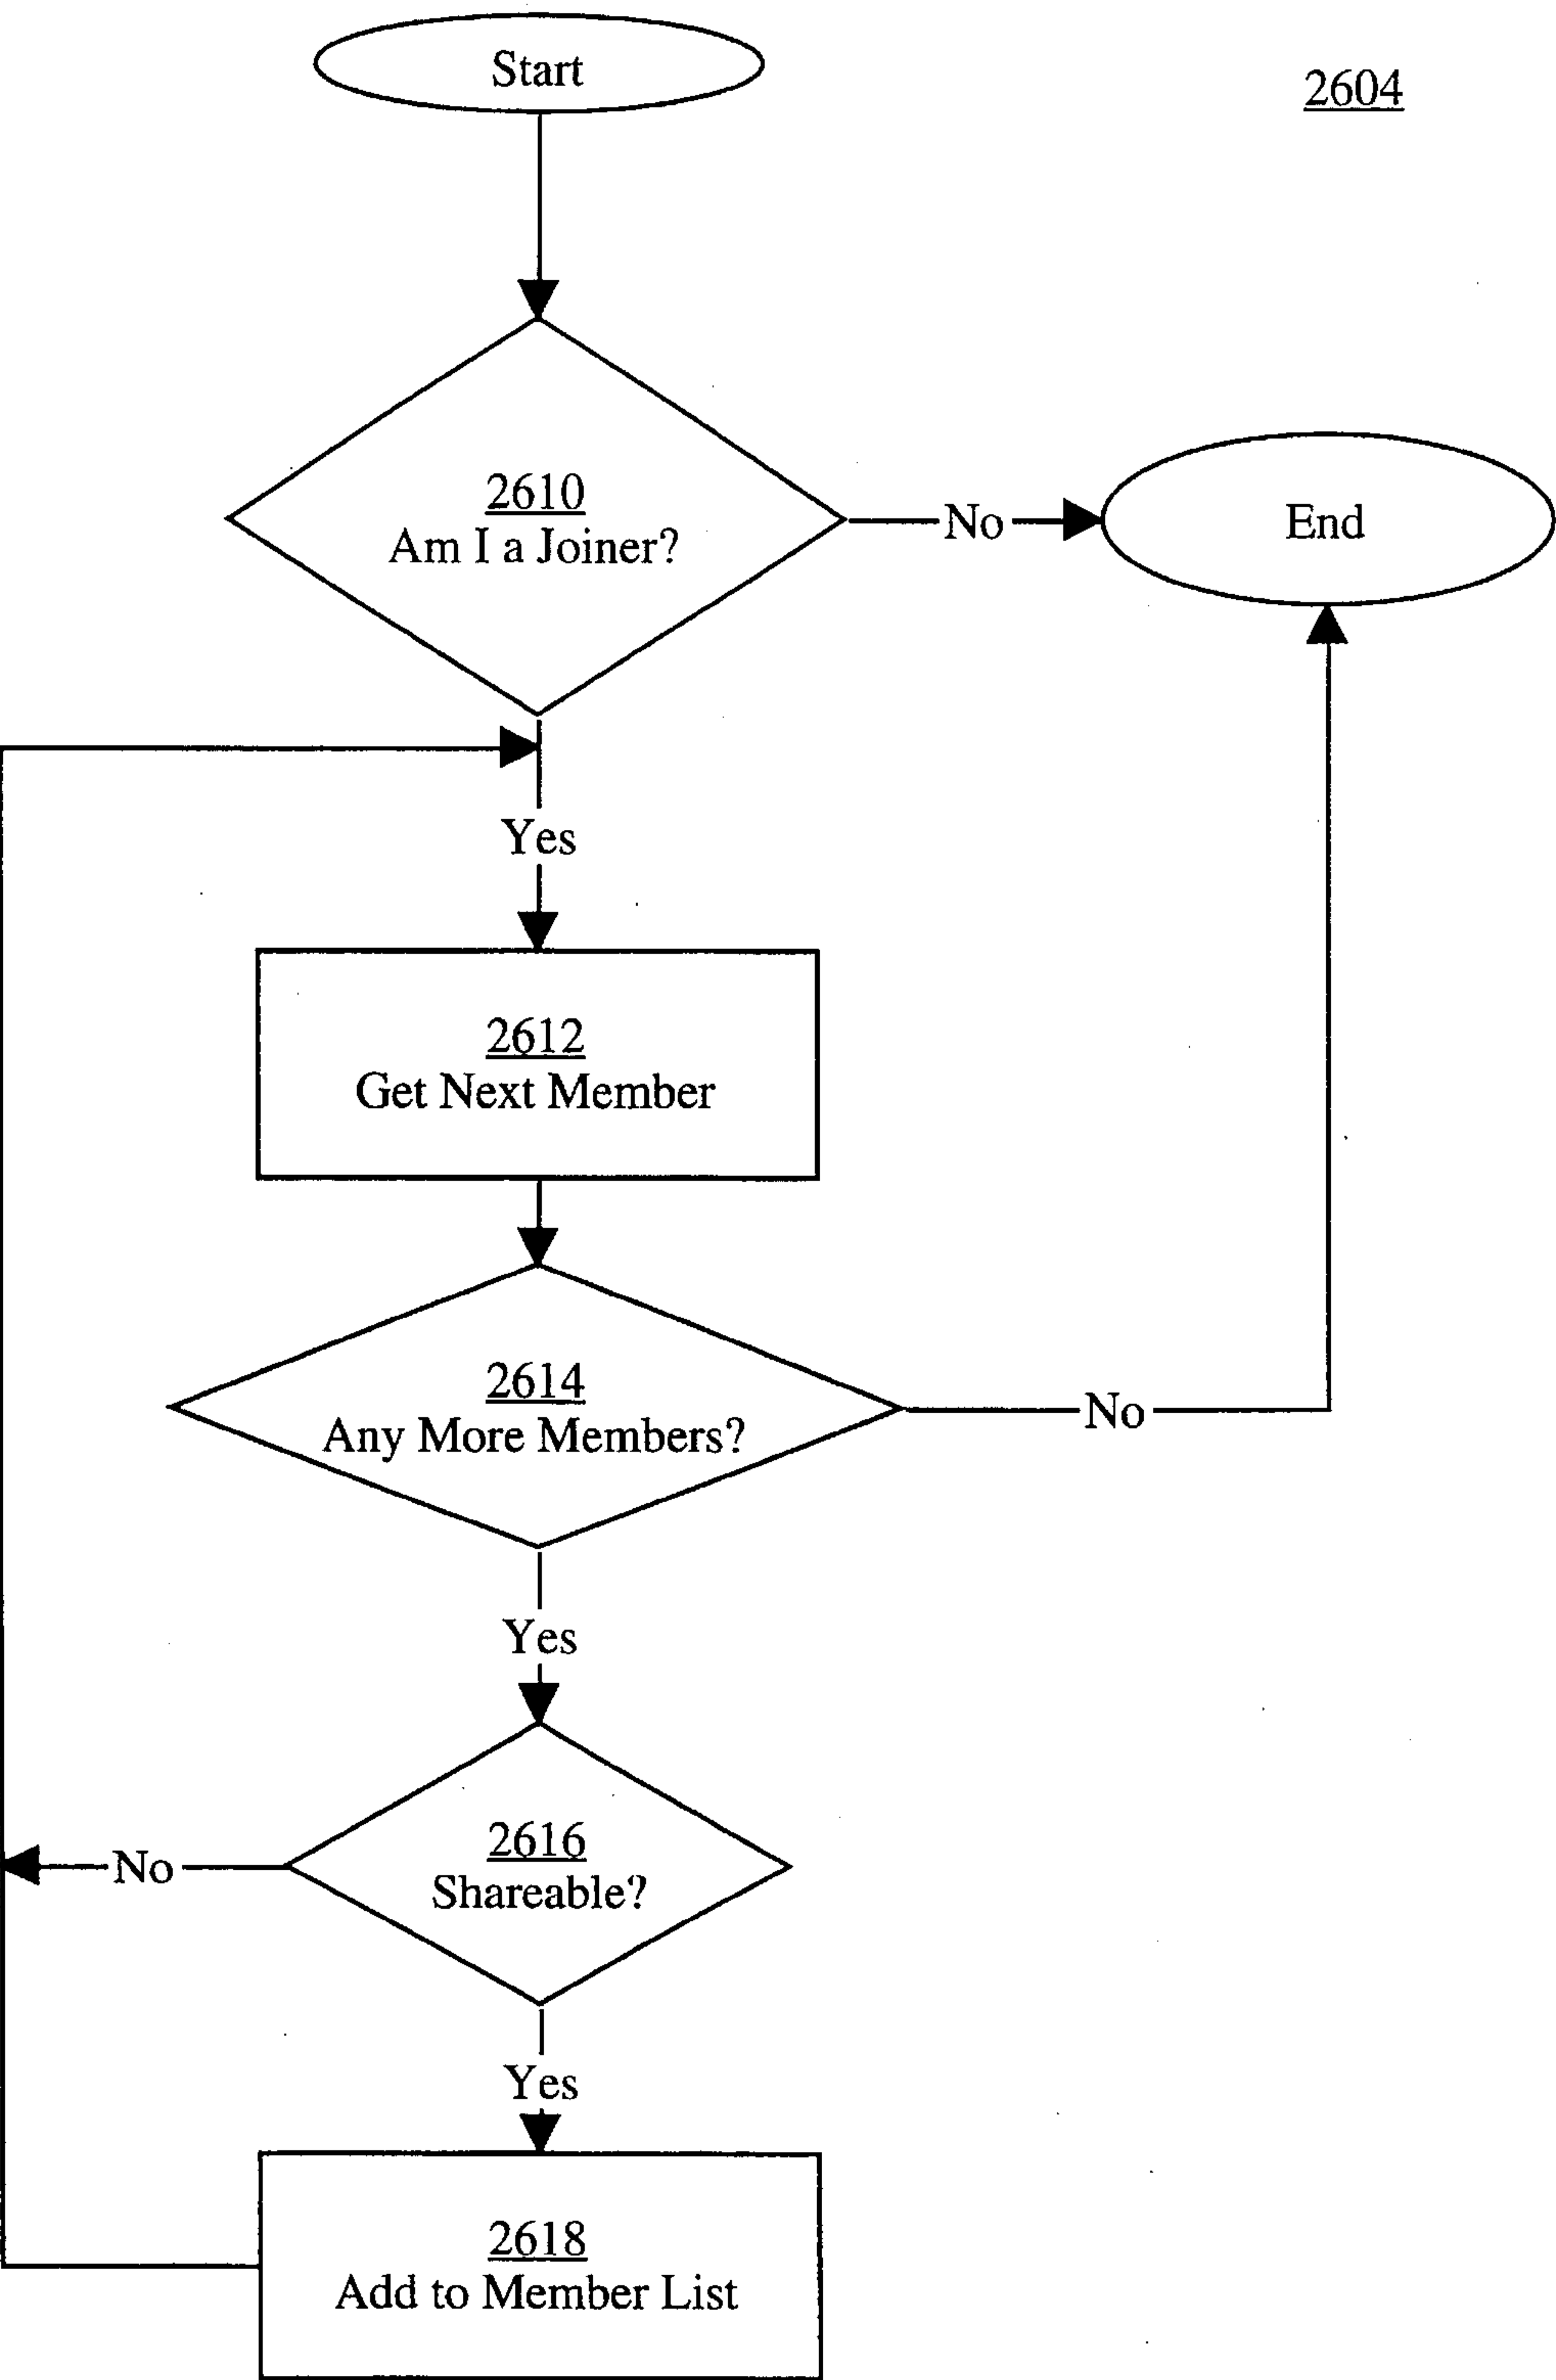 Start
2604
2610
Am I a Joiner?
No
End
Yes
2612
Get Next Member
2614
Any More Members?
No
Yes
2616
Shareable?
No
Yes
2618
Add to Member List